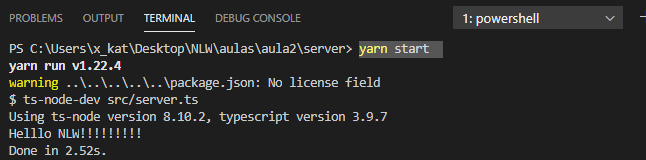 PROBLEMS OUTPUT TERMINAL DEBUG CONSOLE 1: powershell
PS C:\Users\x_kat\Desktop\NLW\aulas\aula2\server> yarn start
yarn run v1.22.4
warning ..\..\..\..\..\package.json: No license field
$ ts-node-dev src/server.ts
Using ts-node version 8.10.2, typescript version 3.9.7
Helllo NLW!!!!!!!!!
Done in 2.52s.